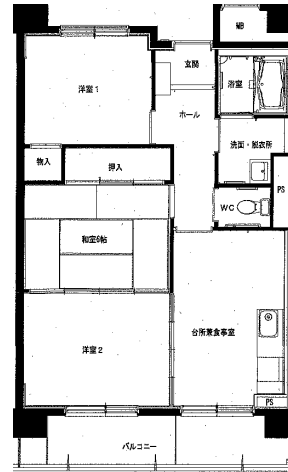 MB
玄関
浴室
洋室 1
ホール
洗面・脱衣所
物入
押入
PS
WC
和室6帖
台所兼食事室
洋室 2
PS
バルコニー